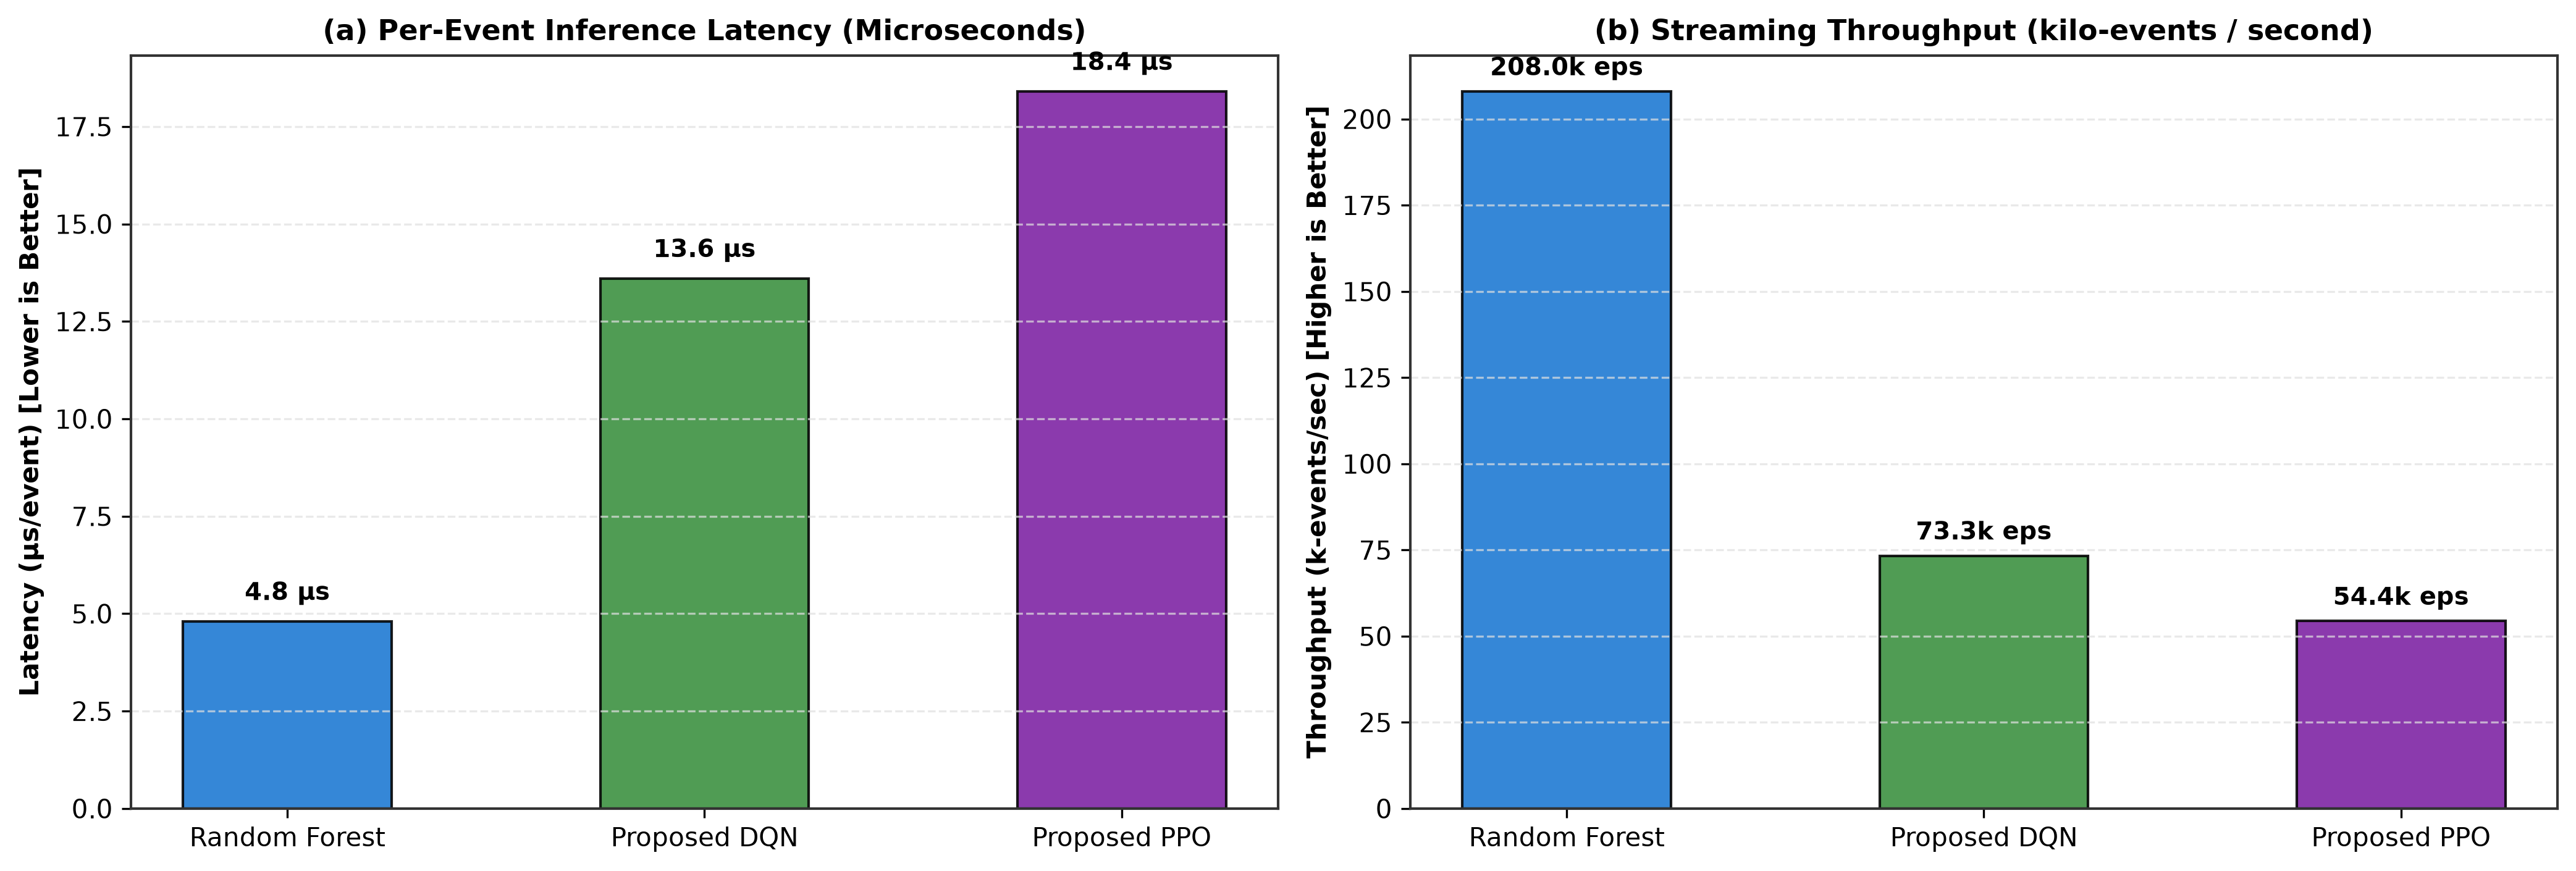 (a) Per-Event Inference Latency (Microseconds)
Latency (µs/event) [Lower is Better]
17.5
15.0
12.5
10.0
7.5
5.0
2.5
0.0
4.8 µs
13.6 µs
18.4 µs
Random Forest
Proposed DQN
Proposed PPO
(b) Streaming Throughput (kilo-events / second)
Throughput (k-events/sec) [Higher is Better]
200
175
150
125
100
75
50
25
0
208.0k eps
73.3k eps
54.4k eps
Random Forest
Proposed DQN
Proposed PPO